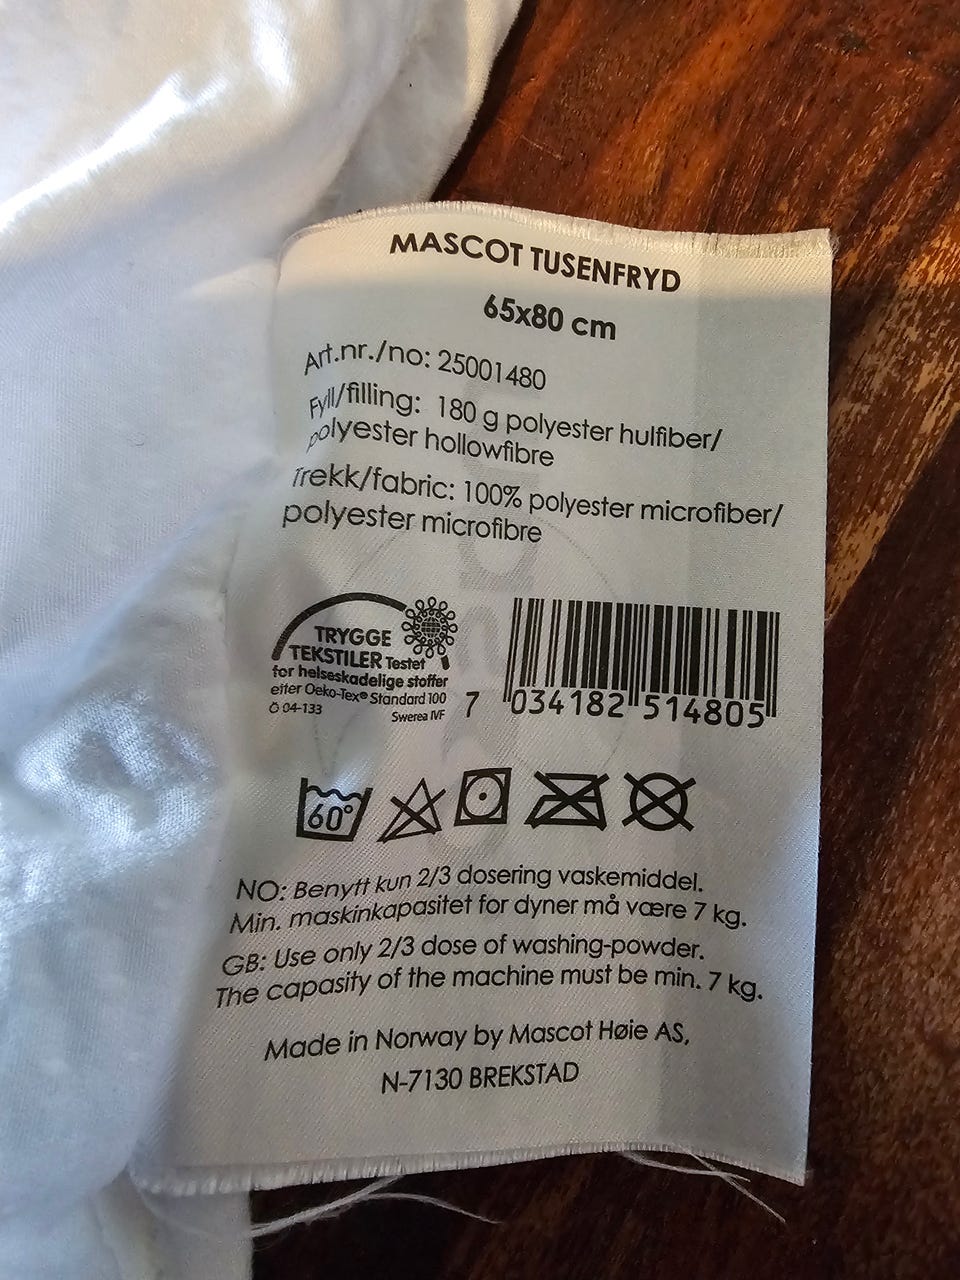 MASCOT TUSENFRYD
65x80 cm
Art.nr./no: 25001480
Fyll/filling: 180 g polyester hulfiber/
polyester hollowfibre
Trekk/fabric: 100% polyester microfiber/
polyester microfibre
TRYGGE
TEKSTILER Testet
for helseskadelige stoffer
etter Oeko-Tex® Standard 100
Ö 04-133 Swerea IVF
7 034182 514805
60°
NO: Benytt kun 2/3 dosering vaskemiddel.
Min. maskinkapasitet for dyner må være 7 kg.
GB: Use only 2/3 dose of washing-powder.
The capasity of the machine must be min. 7 kg.
Made in Norway by Mascot Høie AS,
N-7130 BREKSTAD